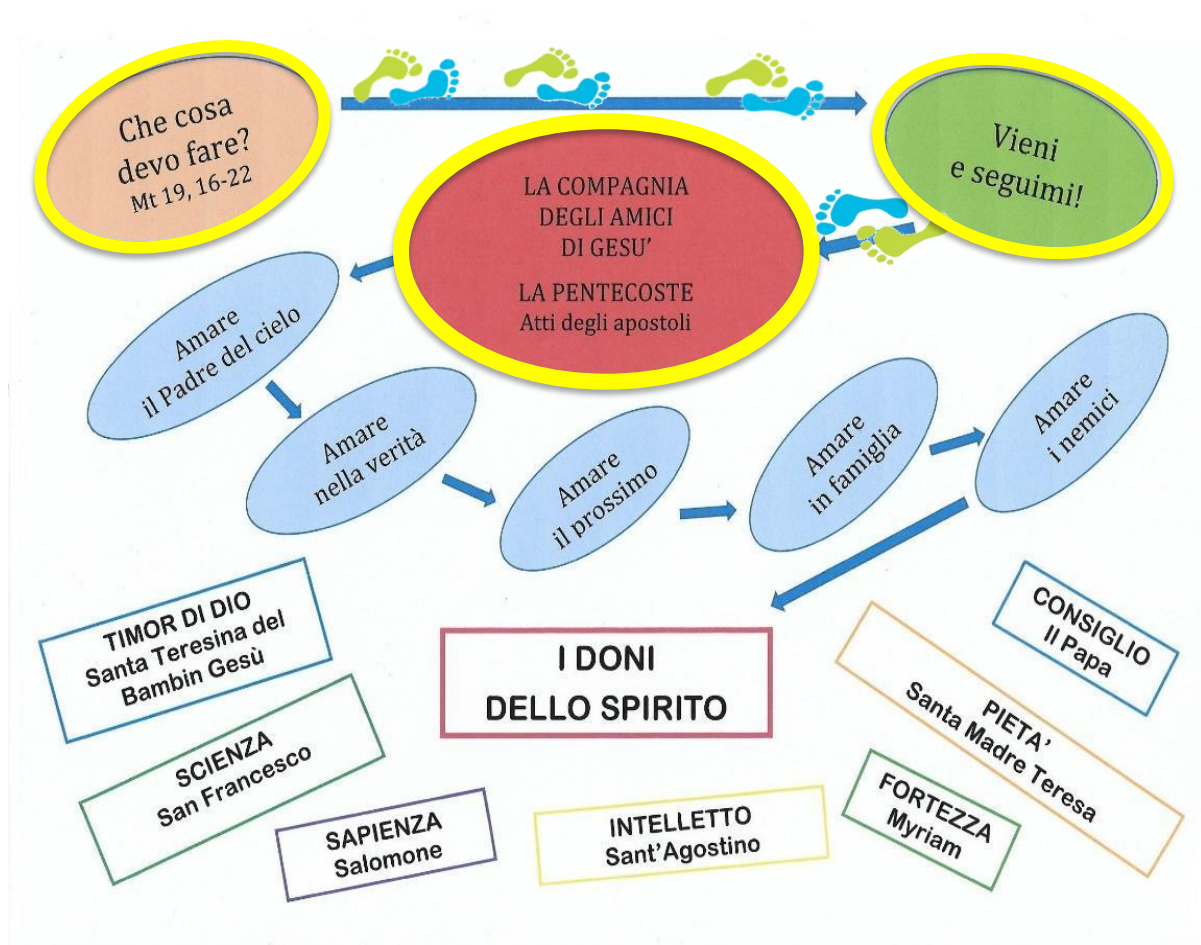 Che cosa
devo fare?
Mt 19, 16-22
Vieni
e seguimi!
LA COMPAGNIA
DEGLI AMICI
DI GESU'
LA PENTECOSTE
Atti degli apostoli
Amare
il Padre del cielo
Amare
nella verità
Amare
il prossimo
Amare
in famiglia
Amare
i nemici
TIMOR DI DIO
Santa Teresina del
Bambin Gesù
SCIENZA
San Francesco
SAPIENZA
Salomone
I DONI
DELLO SPIRITO
INTELLETTO
Sant'Agostino
FORTEZZA
Myriam
PIETA'
Santa Madre Teresa
CONSIGLIO
Il Papa